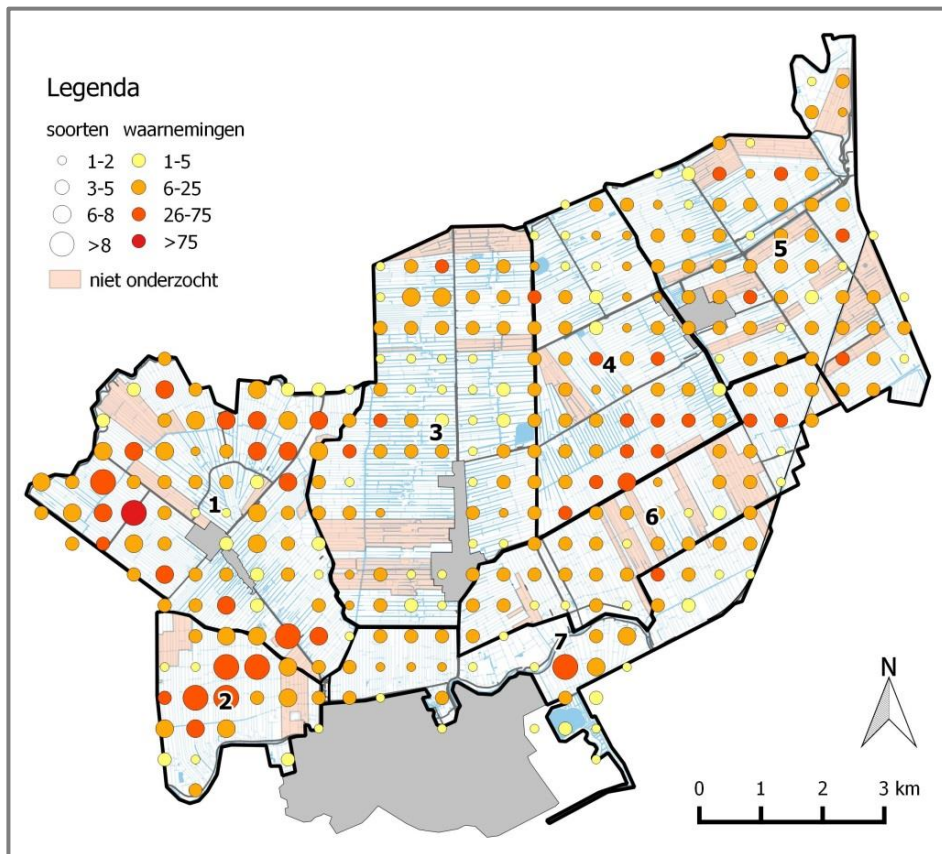 Legenda
soorten waarnemingen
1-2 1-5
3-5 6-25
6-8 26-75
>8 >75
niet onderzocht
5
4
3
1
6
7
2
N
0 1 2 3 km